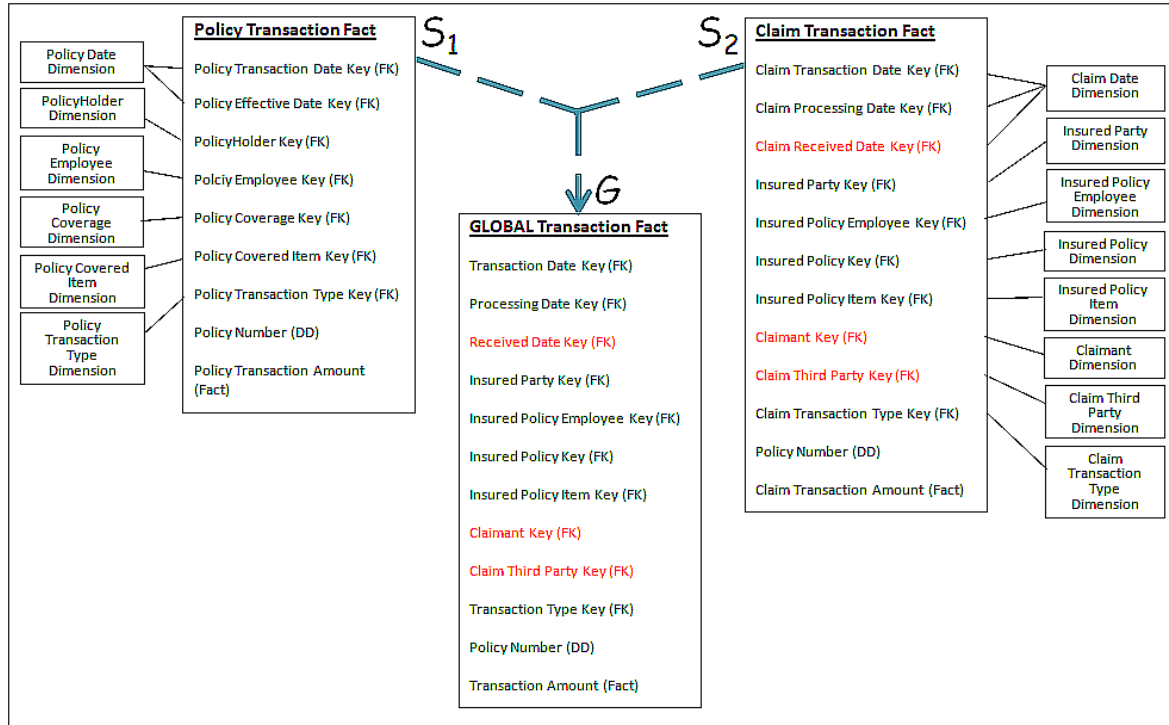 Policy Transaction Fact
Policy Transaction Date Key (FK)
Policy Effective Date Key (FK)
PolicyHolder Key (FK)
Polciy Employee Key (FK)
Policy Coverage Key (FK)
Policy Covered Item Key (FK)
Policy Transaction Type Key (FK)
Policy Number (DD)
Policy Transaction Amount
(Fact)
Policy Date
Dimension
PolicyHolder
Dimension
Policy
Employee
Dimension
Policy
Coverage
Dimension
Policy Covered
Item
Dimension
Policy
Transaction
Type
Dimension
S1
S2
G
GLOBAL Transaction Fact
Transaction Date Key (FK)
Processing Date Key (FK)
Received Date Key (FK)
Insured Party Key (FK)
Insured Policy Employee Key (FK)
Insured Policy Key (FK)
Insured Policy Item Key (FK)
Claimant Key (FK)
Claim Third Party Key (FK)
Transaction Type Key (FK)
Policy Number (DD)
Transaction Amount (Fact)
Claim Transaction Fact
Claim Transaction Date Key (FK)
Claim Processing Date Key (FK)
Claim Received Date Key (FK)
Insured Party Key (FK)
Insured Policy Employee Key (FK)
Insured Policy Key (FK)
Insured Policy Item Key (FK)
Claimant Key (FK)
Claim Third Party Key (FK)
Claim Transaction Type Key (FK)
Policy Number (DD)
Claim Transaction Amount (Fact)
Claim Date
Dimension
Insured Party
Dimension
Insured Policy
Employee
Dimension
Insured Policy
Dimension
Insured Policy
Item
Dimension
Claimant
Dimension
Claim Third
Party
Dimension
Claim
Transaction
Type
Dimension